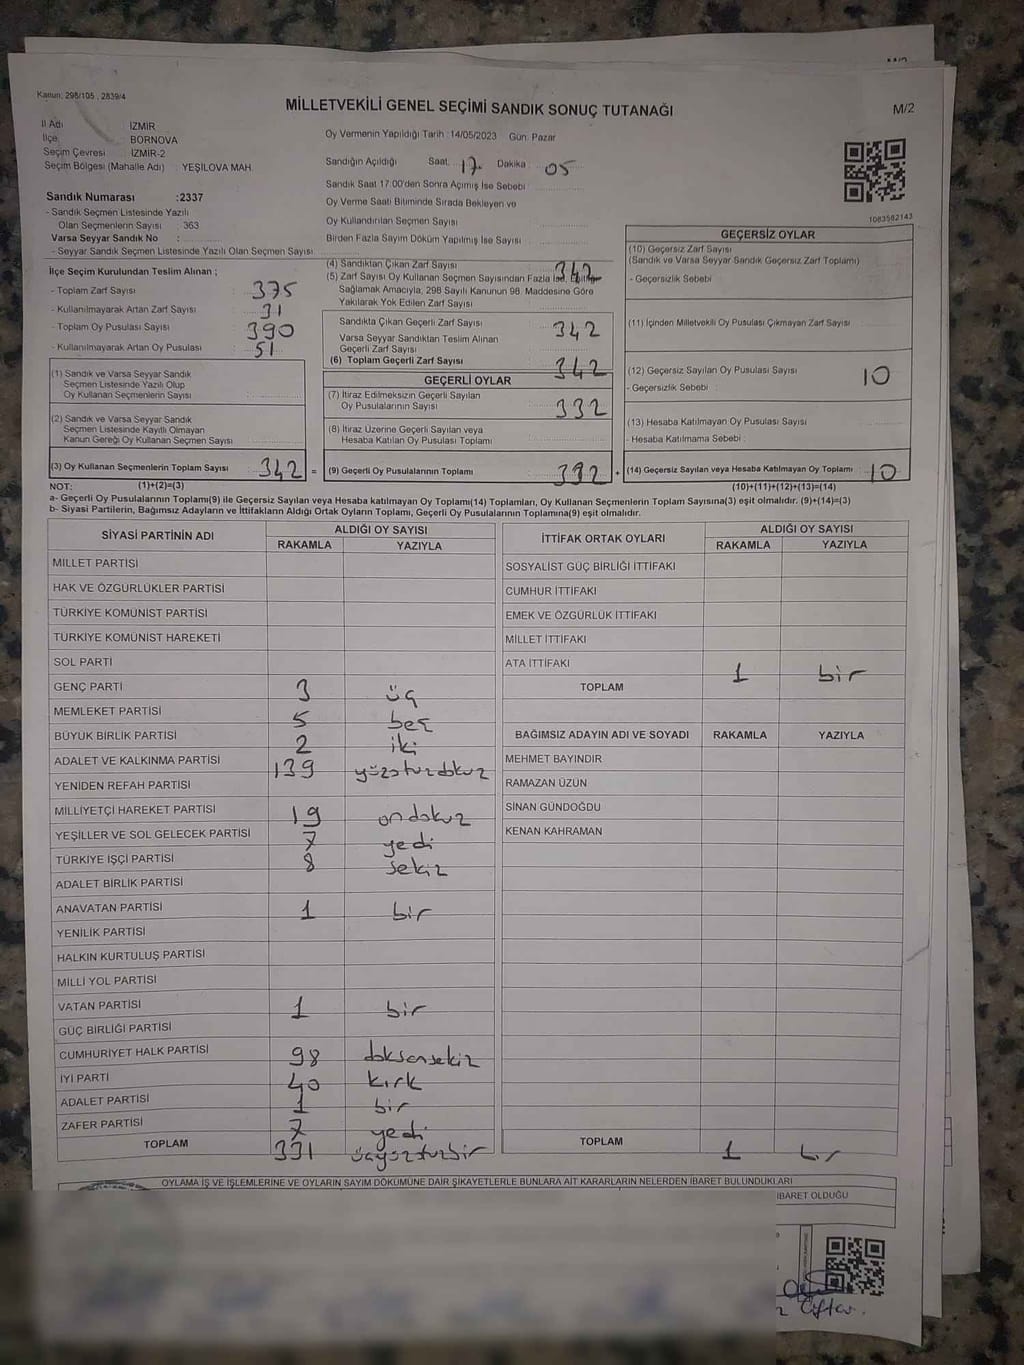 M/2
Kanun: 298/105 , 2839/4
MİLLETVEKİLİ GENEL SEÇİMİ SANDIK SONUÇ TUTANAĞI
M/2
İl Adı İZMİR
İlçe BORNOVA
Seçim Çevresi İZMİR-2
Seçim Bölgesi (Mahalle Adı) : YEŞİLOVA MAH.
Oy Vermenin Yapıldığı Tarih : 14/05/2023 Gün: Pazar
Sandığın Açıldığı Saat 17 Dakika 05
Sandık Saat 17.00'den Sonra Açılmış İse Sebebi
Oy Verme Saati Bitiminde Sırada Bekleyen ve
Oy Kullandırılan Seçmen Sayısı
Birden Fazla Sayım Döküm Yapılmış İse Sayısı
1083582143
Sandık Numarası :2337
- Sandık Seçmen Listesinde Yazılı
Olan Seçmenlerin Sayısı : 363
Varsa Seyyar Sandık No :
- Seyyar Sandık Seçmen Listesinde Yazılı Olan Seçmen Sayısı
İlçe Seçim Kurulundan Teslim Alınan ;
- Toplam Zarf Sayısı : 375
- Kullanılmayarak Artan Zarf Sayısı : 31
- Toplam Oy Pusulası Sayısı : 390
- Kullanılmayarak Artan Oy Pusulası : 51
(1) Sandık ve Varsa Seyyar Sandık
Seçmen Listesinde Yazılı Olup
Oy Kullanan Seçmenlerin Sayısı
(2) Sandık ve Varsa Seyyar Sandık
Seçmen Listesinde Kayıtlı Olmayan
Kanun Gereği Oy Kullanan Seçmen Sayısı
(3) Oy Kullanan Seçmenlerin Toplam Sayısı 342 =
(4) Sandıktan Çıkan Zarf Sayısı 342
(5) Zarf Sayısı Oy Kullanan Seçmen Sayısından Fazla İse, Eşitliği
Sağlamak Amacıyla, 298 Sayılı Kanunun 98. Maddesine Göre
Yakılarak Yok Edilen Zarf Sayısı
Sandıkta Çıkan Geçerli Zarf Sayısı 342
Varsa Seyyar Sandıktan Teslim Alınan
Geçerli Zarf Sayısı
(6) Toplam Geçerli Zarf Sayısı 342
GEÇERLİ OYLAR
(7) İtiraz Edilmeksizin Geçerli Sayılan
Oy Pusulalarının Sayısı 332
(8) İtiraz Üzerine Geçerli Sayılan veya
Hesaba Katılan Oy Pusulası Toplamı
(9) Geçerli Oy Pusulalarının Toplamı 332 +
GEÇERSİZ OYLAR
(10) Geçersiz Zarf Sayısı
(Sandık ve Varsa Seyyar Sandık Geçersiz Zarf Toplamı)
- Geçersizlik Sebebi
(11) İçinden Milletvekili Oy Pusulası Çıkmayan Zarf Sayısı
(12) Geçersiz Sayılan Oy Pusulası Sayısı 10
- Geçersizlik Sebebi :
(13) Hesaba Katılmayan Oy Pusulası Sayısı
- Hesaba Katılmama Sebebi :
(14) Geçersiz Sayılan veya Hesaba Katılmayan Oy Toplamı 10
NOT: (1)+(2)=(3) (10)+(11)+(12)+(13)=(14)
a- Geçerli Oy Pusulalarının Toplamı(9) ile Geçersiz Sayılan veya Hesaba katılmayan Oy Toplamı(14) Toplamları, Oy Kullanan Seçmenlerin Toplam Sayısına(3) eşit olmalıdır. (9)+(14)=(3)
b- Siyasi Partilerin, Bağımsız Adayların ve İttifakların Aldığı Oyların Toplamı, Geçerli Oy Pusulalarının Toplamına(9) eşit olmalıdır.
SİYASİ PARTİNİN ADI ALDIĞI OY SAYISI
RAKAMLA YAZIYLA
MİLLET PARTİSİ
HAK VE ÖZGÜRLÜKLER PARTİSİ
TÜRKİYE KOMÜNİST PARTİSİ
TÜRKİYE KOMÜNİST HAREKETİ
SOL PARTİ
GENÇ PARTİ 3 üç
MEMLEKET PARTİSİ 5 beş
BÜYÜK BİRLİK PARTİSİ 2 iki
ADALET VE KALKINMA PARTİSİ 139 yüzotuzdokuz
YENİDEN REFAH PARTİSİ
MİLLİYETÇİ HAREKET PARTİSİ 19 ondokuz
YEŞİLLER VE SOL GELECEK PARTİSİ 7 yedi
TÜRKİYE İŞÇİ PARTİSİ 8 sekiz
ADALET BİRLİK PARTİSİ
ANAVATAN PARTİSİ 1 bir
YENİLİK PARTİSİ
HALKIN KURTULUŞ PARTİSİ
MİLLİ YOL PARTİSİ
VATAN PARTİSİ 1 bir
GÜÇ BİRLİĞİ PARTİSİ
CUMHURİYET HALK PARTİSİ 98 doksansekiz
İYİ PARTİ 40 kırk
ADALET PARTİSİ 1 bir
ZAFER PARTİSİ 7 yedi
TOPLAM 331 üçyüzotuzbir
İTTİFAK ORTAK OYLARI ALDIĞI OY SAYISI
RAKAMLA YAZIYLA
SOSYALİST GÜÇ BİRLİĞİ İTTİFAKI
CUMHUR İTTİFAKI
EMEK VE ÖZGÜRLÜK İTTİFAKI
MİLLET İTTİFAKI
ATA İTTİFAKI
TOPLAM 1 bir
BAĞIMSIZ ADAYIN ADI VE SOYADI RAKAMLA YAZIYLA
MEHMET BAYINDIR
RAMAZAN ÜZÜN
SİNAN GÜNDOĞDU
KENAN KAHRAMAN
TOPLAM 1 bir
OYLAMA İŞ VE İŞLEMLERİNE VE OYLARIN SAYIM DÖKÜMÜNE DAİR ŞİKAYETLERLE BUNLARA AİT KARARLARIN NELERDEN İBARET BULUNDUKLARI
İBARET OLDUĞU